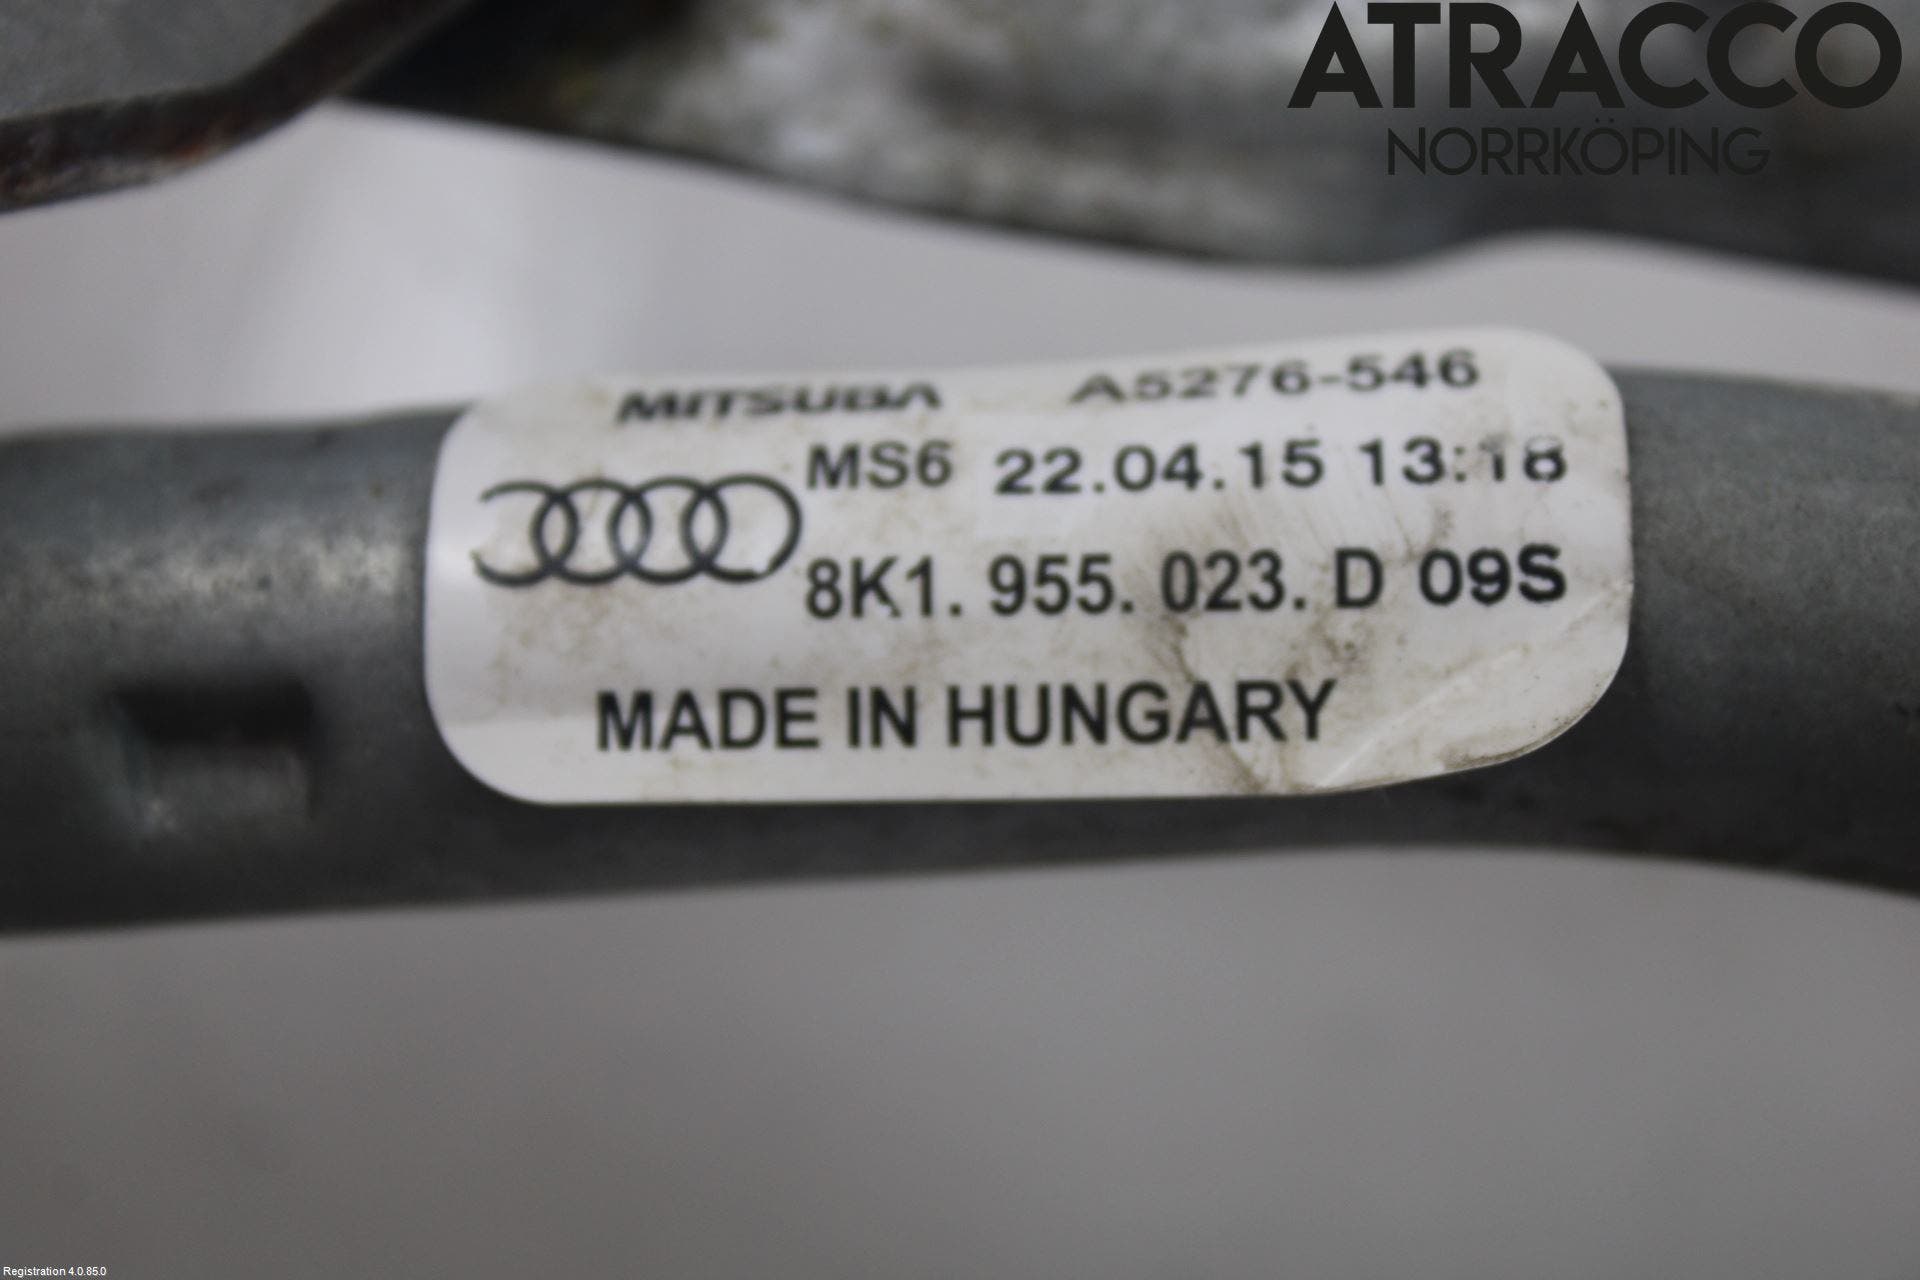 ATRACCO
NORRKÖPING
MITSUBA A5276-546
MS6 22.04.15 13:18
8K1. 955. 023. D 09S
MADE IN HUNGARY
Registration 4.0.85.0